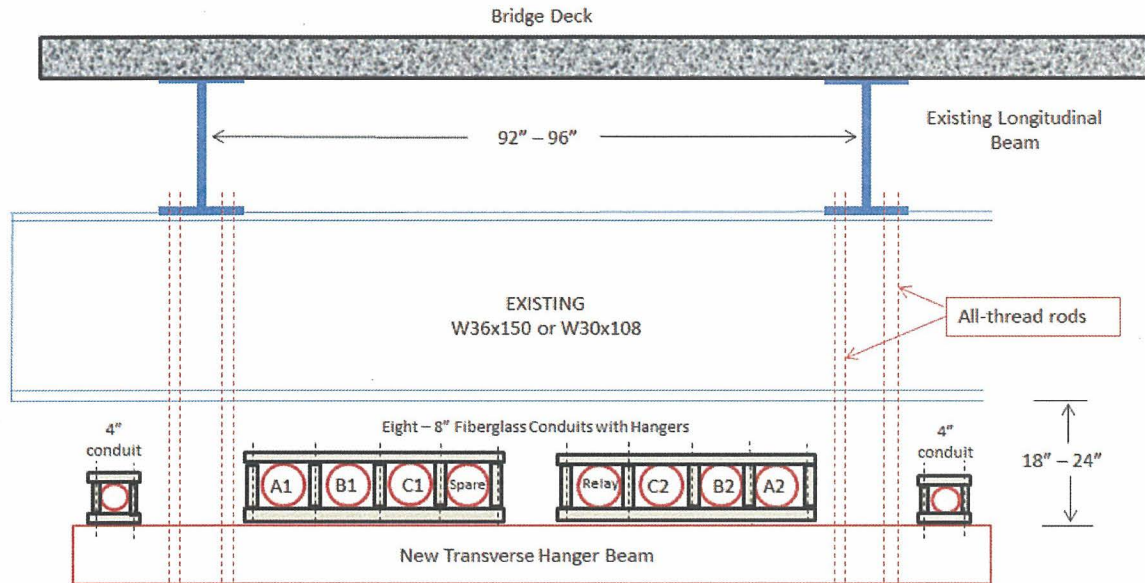 Bridge Deck
92” – 96”
Existing Longitudinal
Beam
EXISTING
W36x150 or W30x108
All-thread rods
4”
conduit
Eight – 8” Fiberglass Conduits with Hangers
4”
conduit
18” – 24”
A1
B1
C1
Spare
Relay
C2
B2
A2
New Transverse Hanger Beam